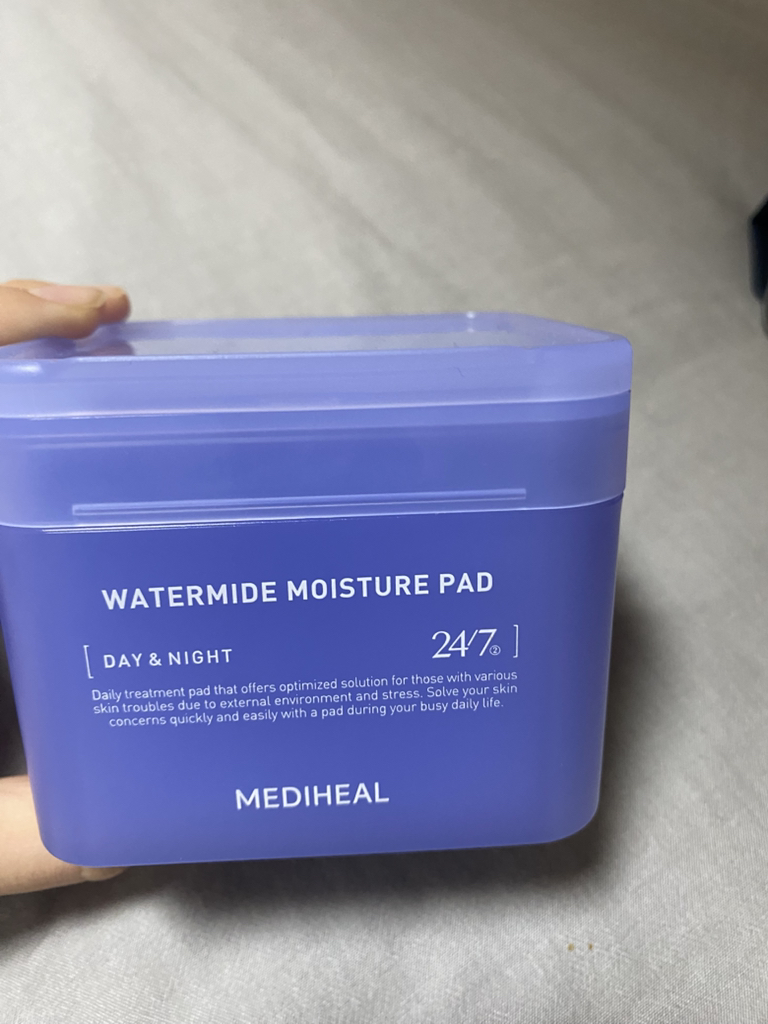 WATERMIDE MOISTURE PAD
[ DAY & NIGHT 24/7② ]
Daily treatment pad that offers optimized solution for those with various
skin troubles due to external environment and stress. Solve your skin
concerns quickly and easily with a pad during your busy daily life.
MEDIHEAL